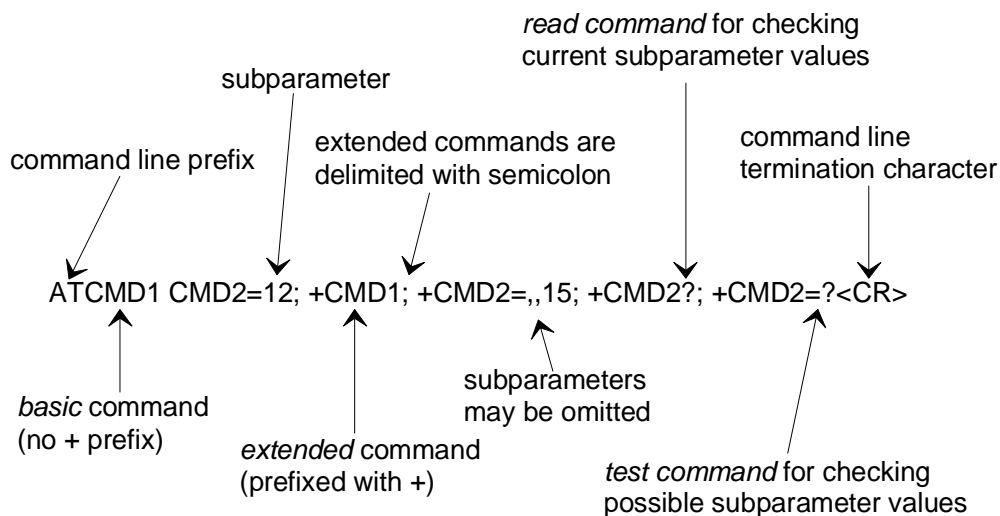 read command for checking
current subparameter values
subparameter
extended commands are
delimited with semicolon
command line
termination character
command line prefix
ATCMD1 CMD2=12; +CMD1; +CMD2=,,15; +CMD2?; +CMD2=?<CR>
basic command
(no + prefix)
extended command
(prefixed with +)
subparameters
may be omitted
test command for checking
possible subparameter values